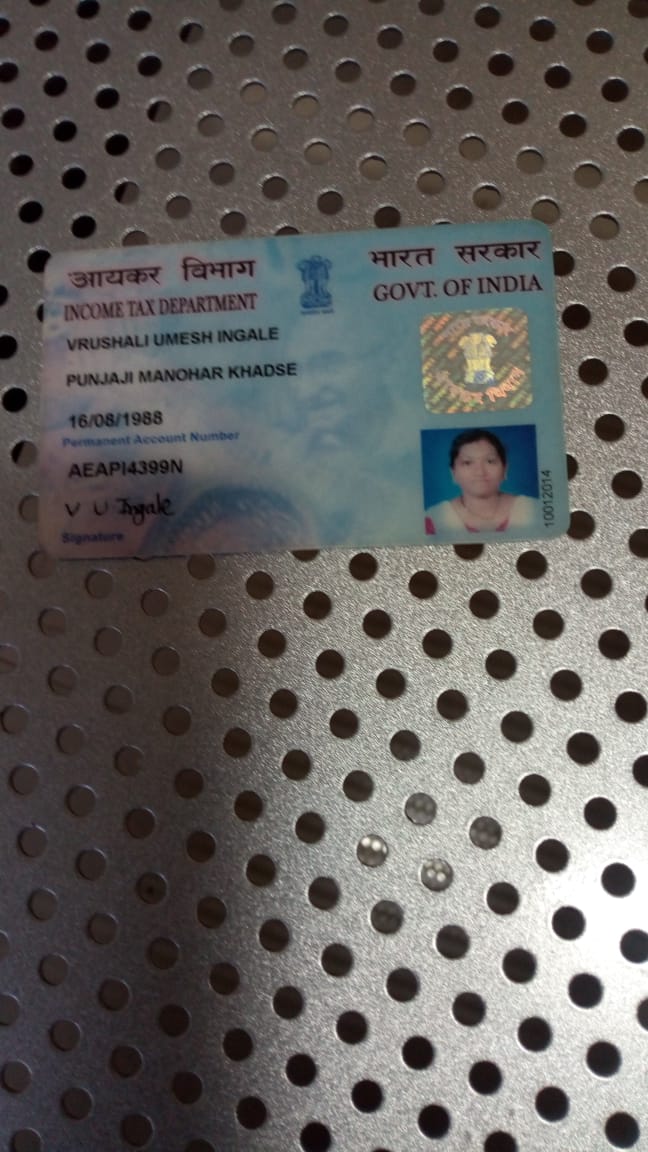 आयकर विभाग
INCOME TAX DEPARTMENT
भारत सरकार
GOVT. OF INDIA
VRUSHALI UMESH INGALE
PUNJAJI MANOHAR KHADSE
16/08/1988
Permanent Account Number
AEAPI4399N
V U Ingale
Signature
10012014